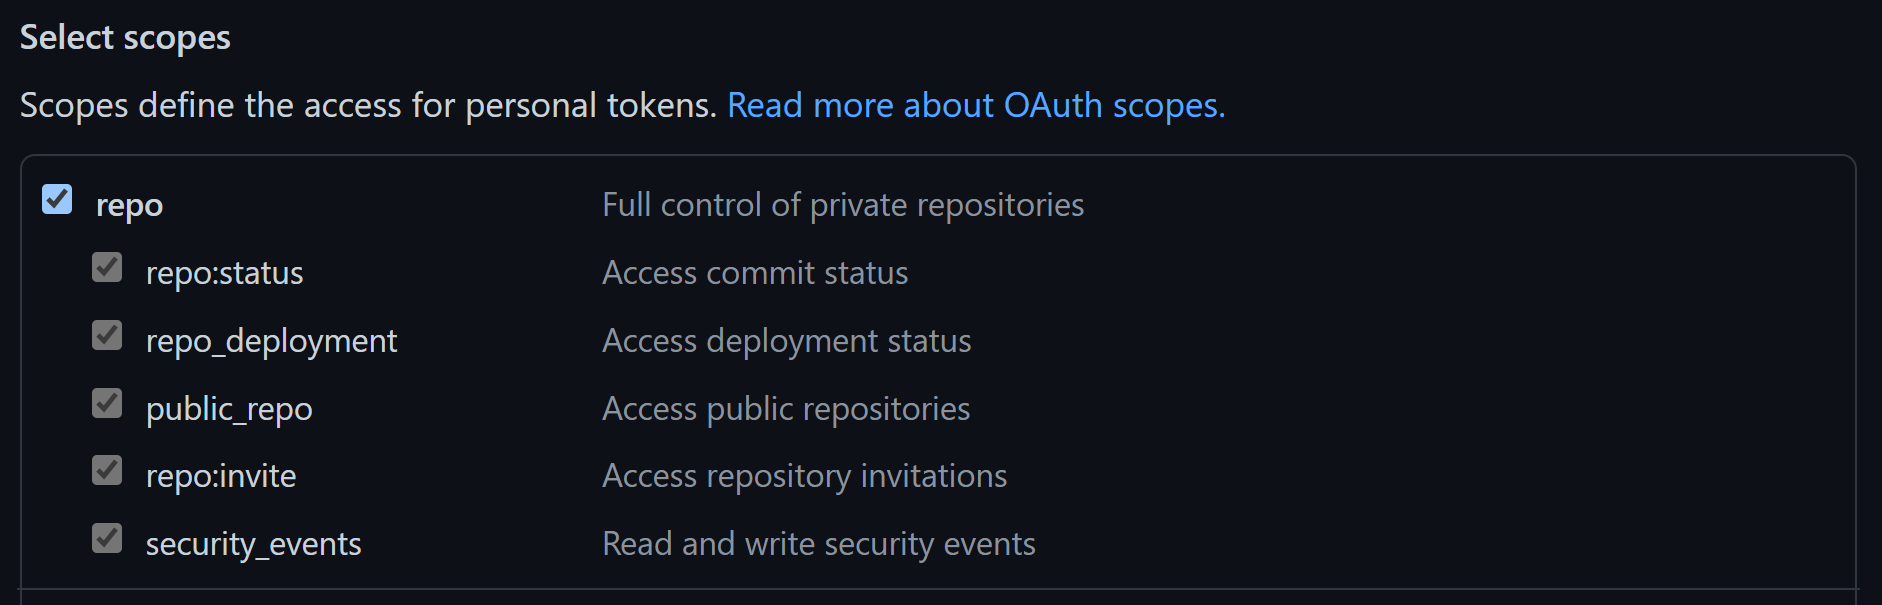 Select scopes
Scopes define the access for personal tokens. Read more about OAuth scopes.
repo Full control of private repositories
repo:status Access commit status
repo_deployment Access deployment status
public_repo Access public repositories
repo:invite Access repository invitations
security_events Read and write security events